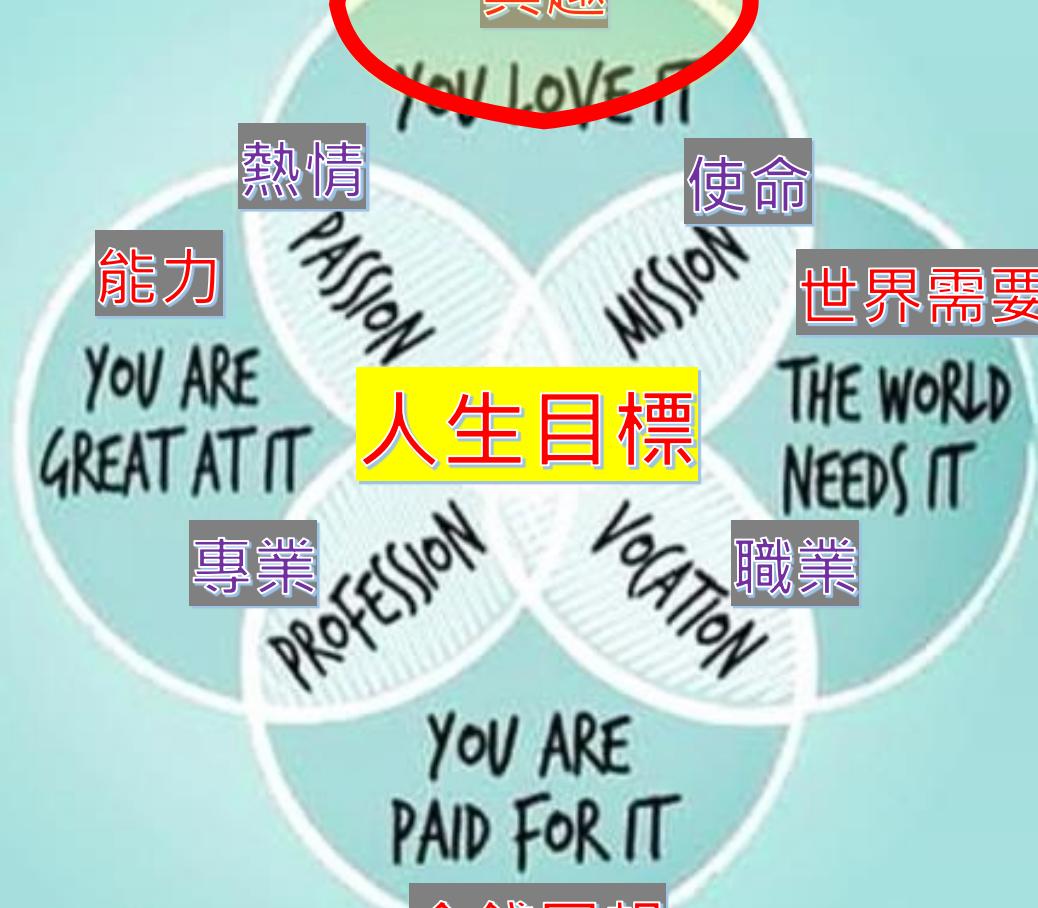 興趣
YOU LOVE IT
熱情
使命
PASSION
MISSION
能力
世界需要
YOU ARE
GREAT AT IT
THE WORLD
NEEDS IT
人生目標
專業
職業
PROFESSION
VOCATION
YOU ARE
PAID FOR IT